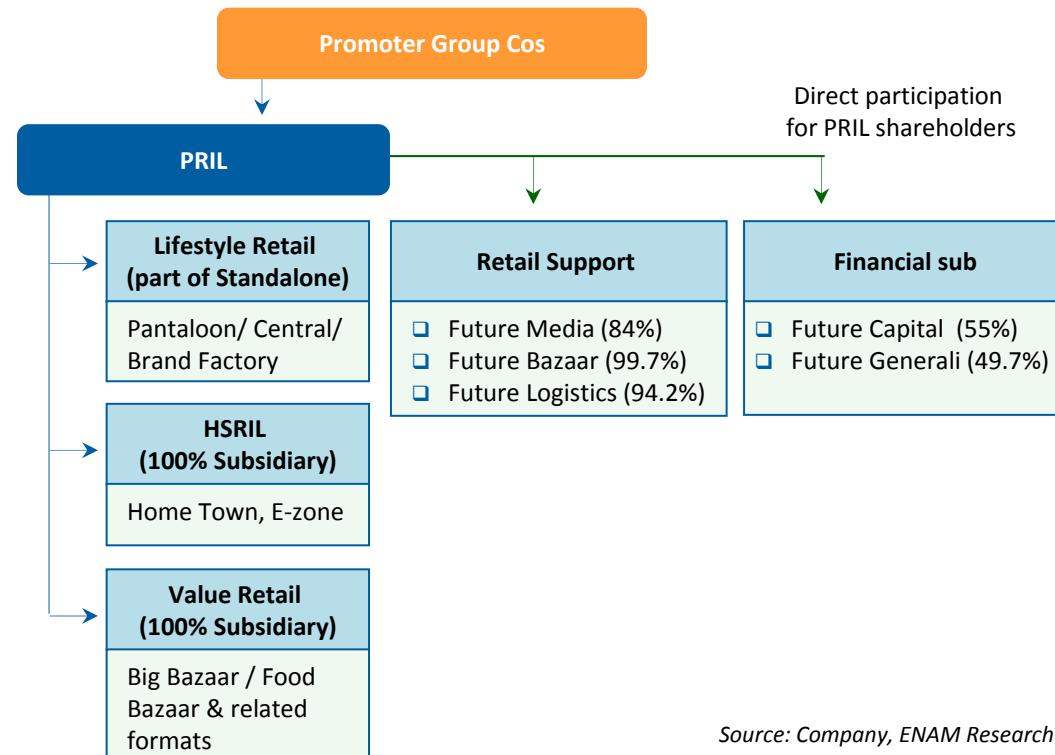 Promoter Group Cos
Direct participation
for PRIL shareholders
PRIL
Lifestyle Retail
(part of Standalone)
Pantaloon/ Central/
Brand Factory
Retail Support
❑ Future Media (84%)
❑ Future Bazaar (99.7%)
❑ Future Logistics (94.2%)
Financial sub
❑ Future Capital (55%)
❑ Future Generali (49.7%)
HSRIL
(100% Subsidiary)
Home Town, E-zone
Value Retail
(100% Subsidiary)
Big Bazaar / Food
Bazaar & related
formats
Source: Company, ENAM Research